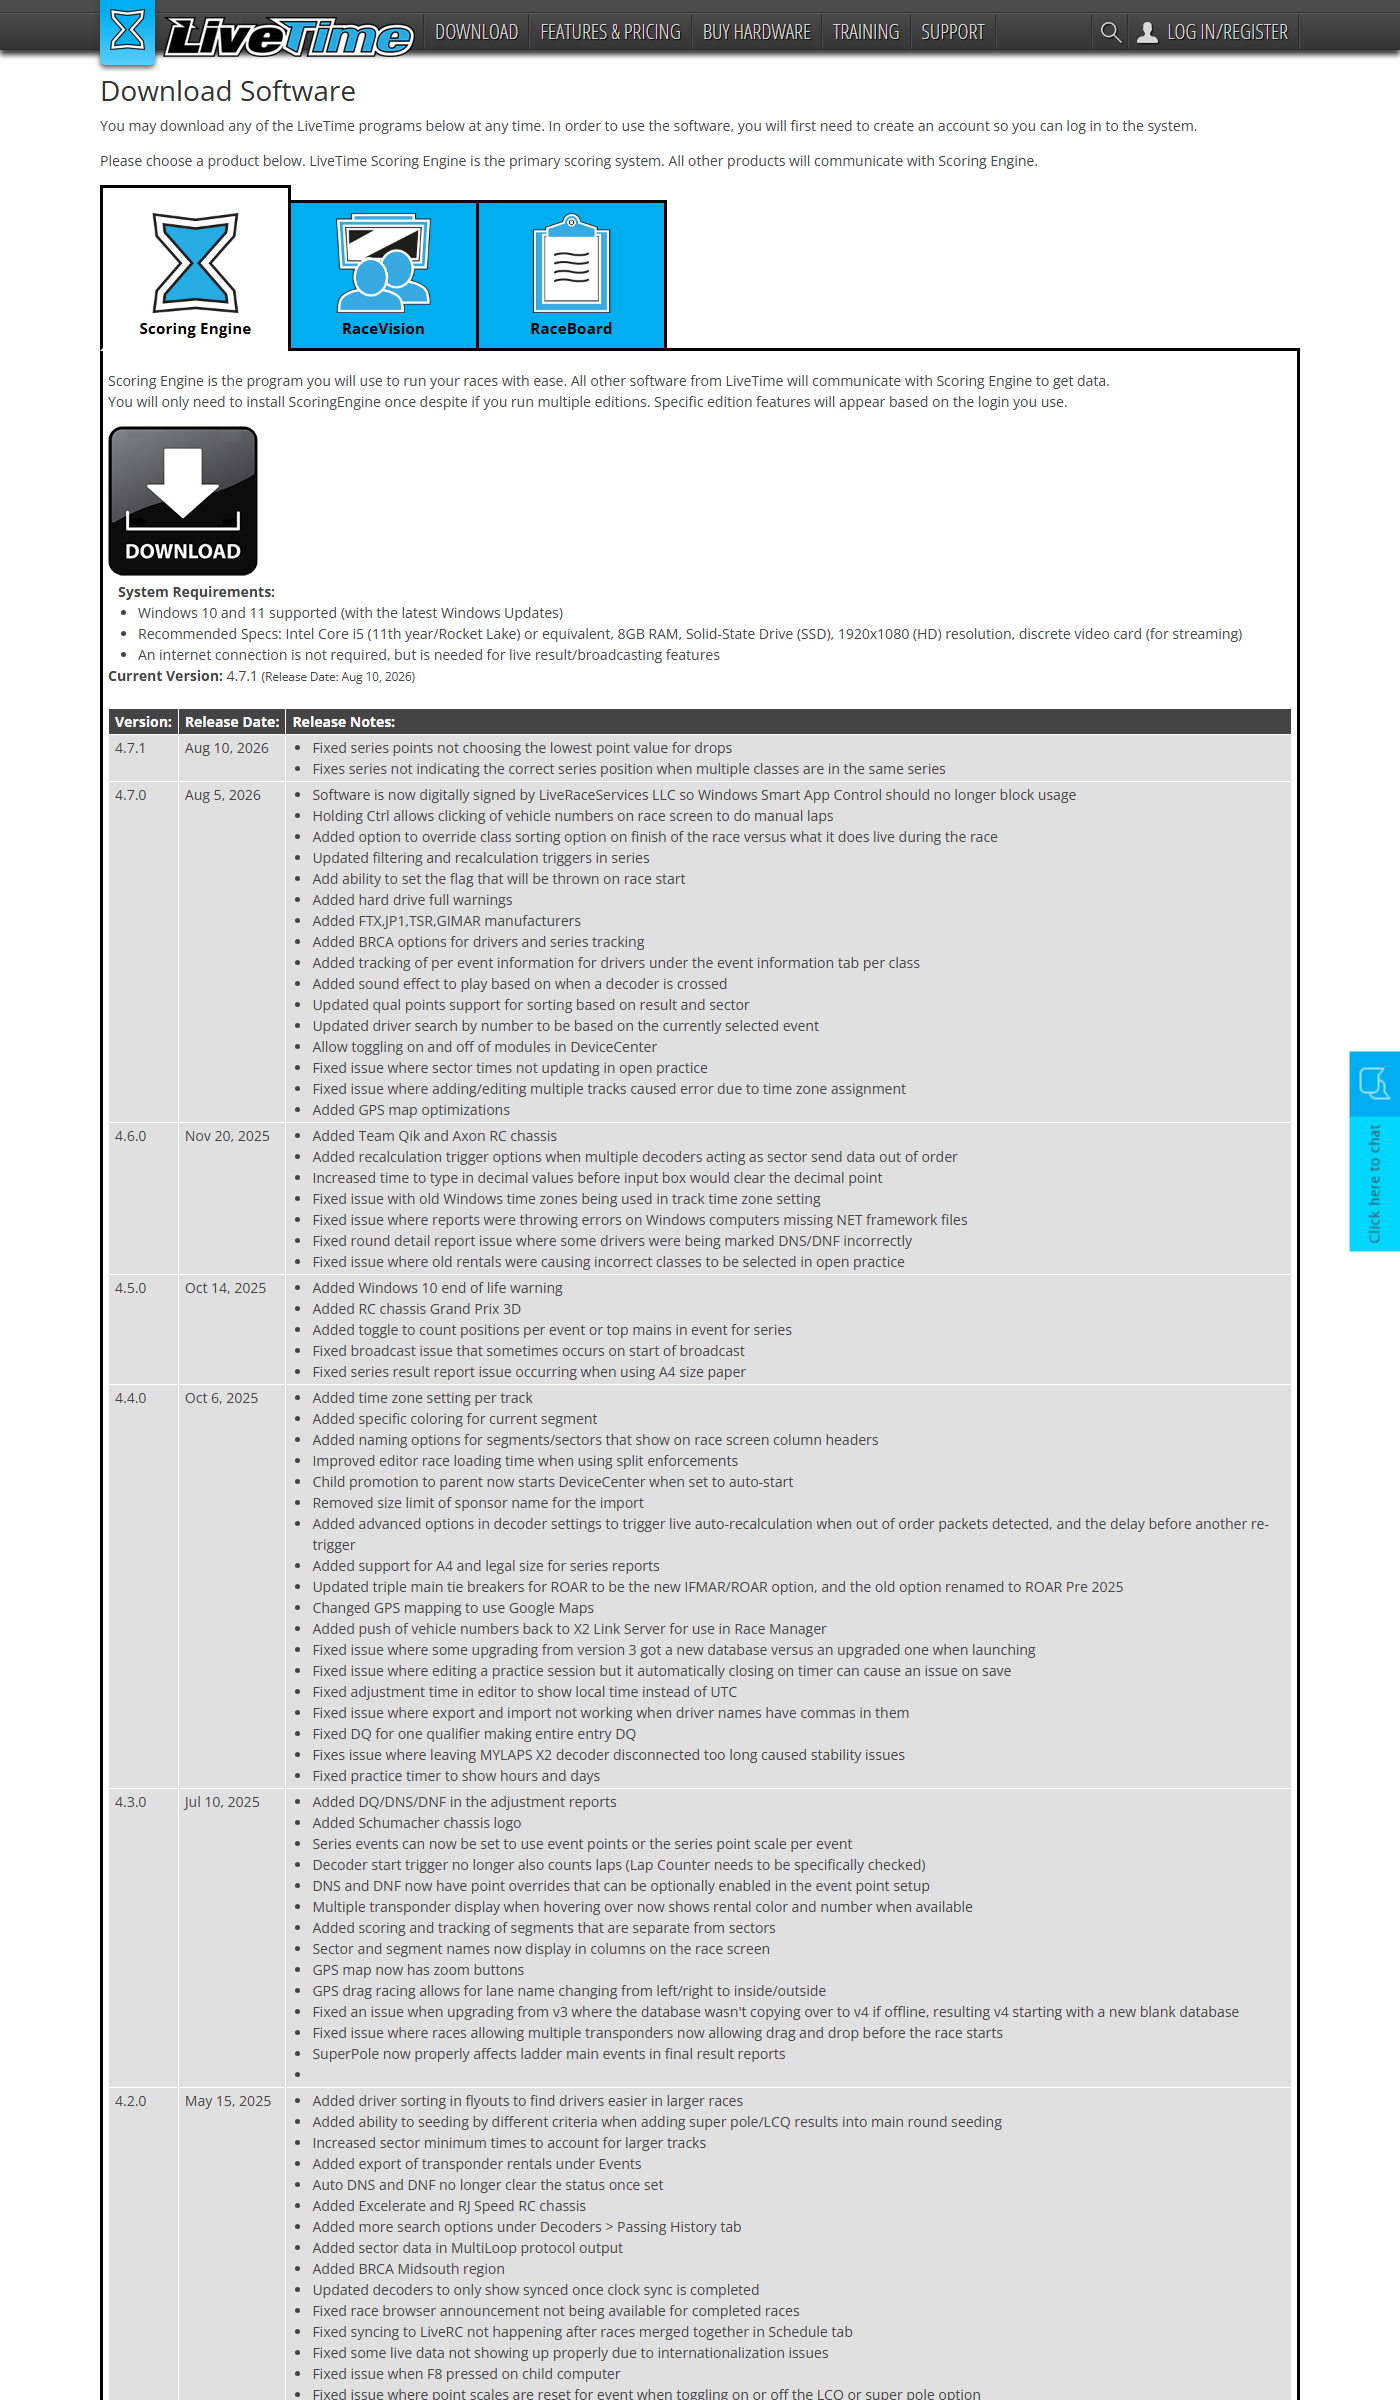 LiveTime
DOWNLOAD
FEATURES & PRICING
BUY HARDWARE
TRAINING
SUPPORT
LOG IN/REGISTER
Download Software
You may download any of the LiveTime programs below at any time. In order to use the software, you will first need to create an account so you can log in to the system.
Please choose a product below. LiveTime Scoring Engine is the primary scoring system. All other products will communicate with Scoring Engine.
Scoring Engine
RaceVision
RaceBoard
Scoring Engine is the program you will use to run your races with ease. All other software from LiveTime will communicate with Scoring Engine to get data.
You will only need to install ScoringEngine once despite if you run multiple editions. Specific edition features will appear based on the login you use.
DOWNLOAD
System Requirements:
• Windows 10 and 11 supported (with the latest Windows Updates)
• Recommended Specs: Intel Core i5 (11th year/Rocket Lake) or equivalent, 8GB RAM, Solid-State Drive (SSD), 1920x1080 (HD) resolution, discrete video card (for streaming)
• An internet connection is not required, but is needed for live result/broadcasting features
Current Version: 4.7.1 (Release Date: Aug 10, 2026)
Version: Release Date: Release Notes:
4.7.1 Aug 10, 2026 • Fixed series points not choosing the lowest point value for drops
• Fixes series not indicating the correct series position when multiple classes are in the same series
4.7.0 Aug 5, 2026 • Software is now digitally signed by LiveRaceServices LLC so Windows Smart App Control should no longer block usage
• Holding Ctrl allows clicking of vehicle numbers on race screen to do manual laps
• Added option to override class sorting option on finish of the race versus what it does live during the race
• Updated filtering and recalculation triggers in series
• Add ability to set the flag that will be thrown on race start
• Added hard drive full warnings
• Added FTX,JP1,TSR,GIMAR manufacturers
• Added BRCA options for drivers and series tracking
• Added tracking of per event information for drivers under the event information tab per class
• Added sound effect to play based on when a decoder is crossed
• Updated qual points support for sorting based on result and sector
• Updated driver search by number to be based on the currently selected event
• Allow toggling on and off of modules in DeviceCenter
• Fixed issue where sector times not updating in open practice
• Fixed issue where adding/editing multiple tracks caused error due to time zone assignment
• Added GPS map optimizations
4.6.0 Nov 20, 2025 • Added Team Qik and Axon RC chassis
• Added recalculation trigger options when multiple decoders acting as sector send data out of order
• Increased time to type in decimal values before input box would clear the decimal point
• Fixed issue with old Windows time zones being used in track time zone setting
• Fixed issue where reports were throwing errors on Windows computers missing NET framework files
• Fixed round detail report issue where some drivers were being marked DNS/DNF incorrectly
• Fixed issue where old rentals were causing incorrect classes to be selected in open practice
4.5.0 Oct 14, 2025 • Added Windows 10 end of life warning
• Added RC chassis Grand Prix 3D
• Added toggle to count positions per event or top mains in event for series
• Fixed broadcast issue that sometimes occurs on start of broadcast
• Fixed series result report issue occurring when using A4 size paper
4.4.0 Oct 6, 2025 • Added time zone setting per track
• Added specific coloring for current segment
• Added naming options for segments/sectors that show on race screen column headers
• Improved editor race loading time when using split enforcements
• Child promotion to parent now starts DeviceCenter when set to auto-start
• Removed size limit of sponsor name for the import
• Added advanced options in decoder settings to trigger live auto-recalculation when out of order packets detected, and the delay before another re-
trigger
• Added support for A4 and legal size for series reports
• Updated triple main tie breakers for ROAR to be the new IFMAR/ROAR option, and the old option renamed to ROAR Pre 2025
• Changed GPS mapping to use Google Maps
• Added push of vehicle numbers back to X2 Link Server for use in Race Manager
• Fixed issue where some upgrading from version 3 got a new database versus an upgraded one when launching
• Fixed issue where editing a practice session but it automatically closing on timer can cause an issue on save
• Fixed adjustment time in editor to show local time instead of UTC
• Fixed issue where export and import not working when driver names have commas in them
• Fixed DQ for one qualifier making entire entry DQ
• Fixes issue where leaving MYLAPS X2 decoder disconnected too long caused stability issues
• Fixed practice timer to show hours and days
4.3.0 Jul 10, 2025 • Added DQ/DNS/DNF in the adjustment reports
• Added Schumacher chassis logo
• Series events can now be set to use event points or the series point scale per event
• Decoder start trigger no longer also counts laps (Lap Counter needs to be specifically checked)
• DNS and DNF now have point overrides that can be optionally enabled in the event point setup
• Multiple transponder display when hovering over now shows rental color and number when available
• Added scoring and tracking of segments that are separate from sectors
• Sector and segment names now display in columns on the race screen
• GPS map now has zoom buttons
• GPS drag racing allows for lane name changing from left/right to inside/outside
• Fixed an issue when upgrading from v3 where the database wasn't copying over to v4 if offline, resulting v4 starting with a new blank database
• Fixed issue where races allowing multiple transponders now allowing drag and drop before the race starts
• SuperPole now properly affects ladder main events in final result reports
•
4.2.0 May 15, 2025 • Added driver sorting in flyouts to find drivers easier in larger races
• Added ability to seeding by different criteria when adding super pole/LCQ results into main round seeding
• Increased sector minimum times to account for larger tracks
• Added export of transponder rentals under Events
• Auto DNS and DNF no longer clear the status once set
• Added Excelerate and RJ Speed RC chassis
• Added more search options under Decoders > Passing History tab
• Added sector data in MultiLoop protocol output
• Added BRCA Midsouth region
• Updated decoders to only show synced once clock sync is completed
• Fixed race browser announcement not being available for completed races
• Fixed syncing to LiveRC not happening after races merged together in Schedule tab
• Fixed some live data not showing up properly due to internationalization issues
• Fixed issue when F8 pressed on child computer
• Fixed issue where point scales are reset for event when toggling on or off the LCQ or super pole option
Click here to chat